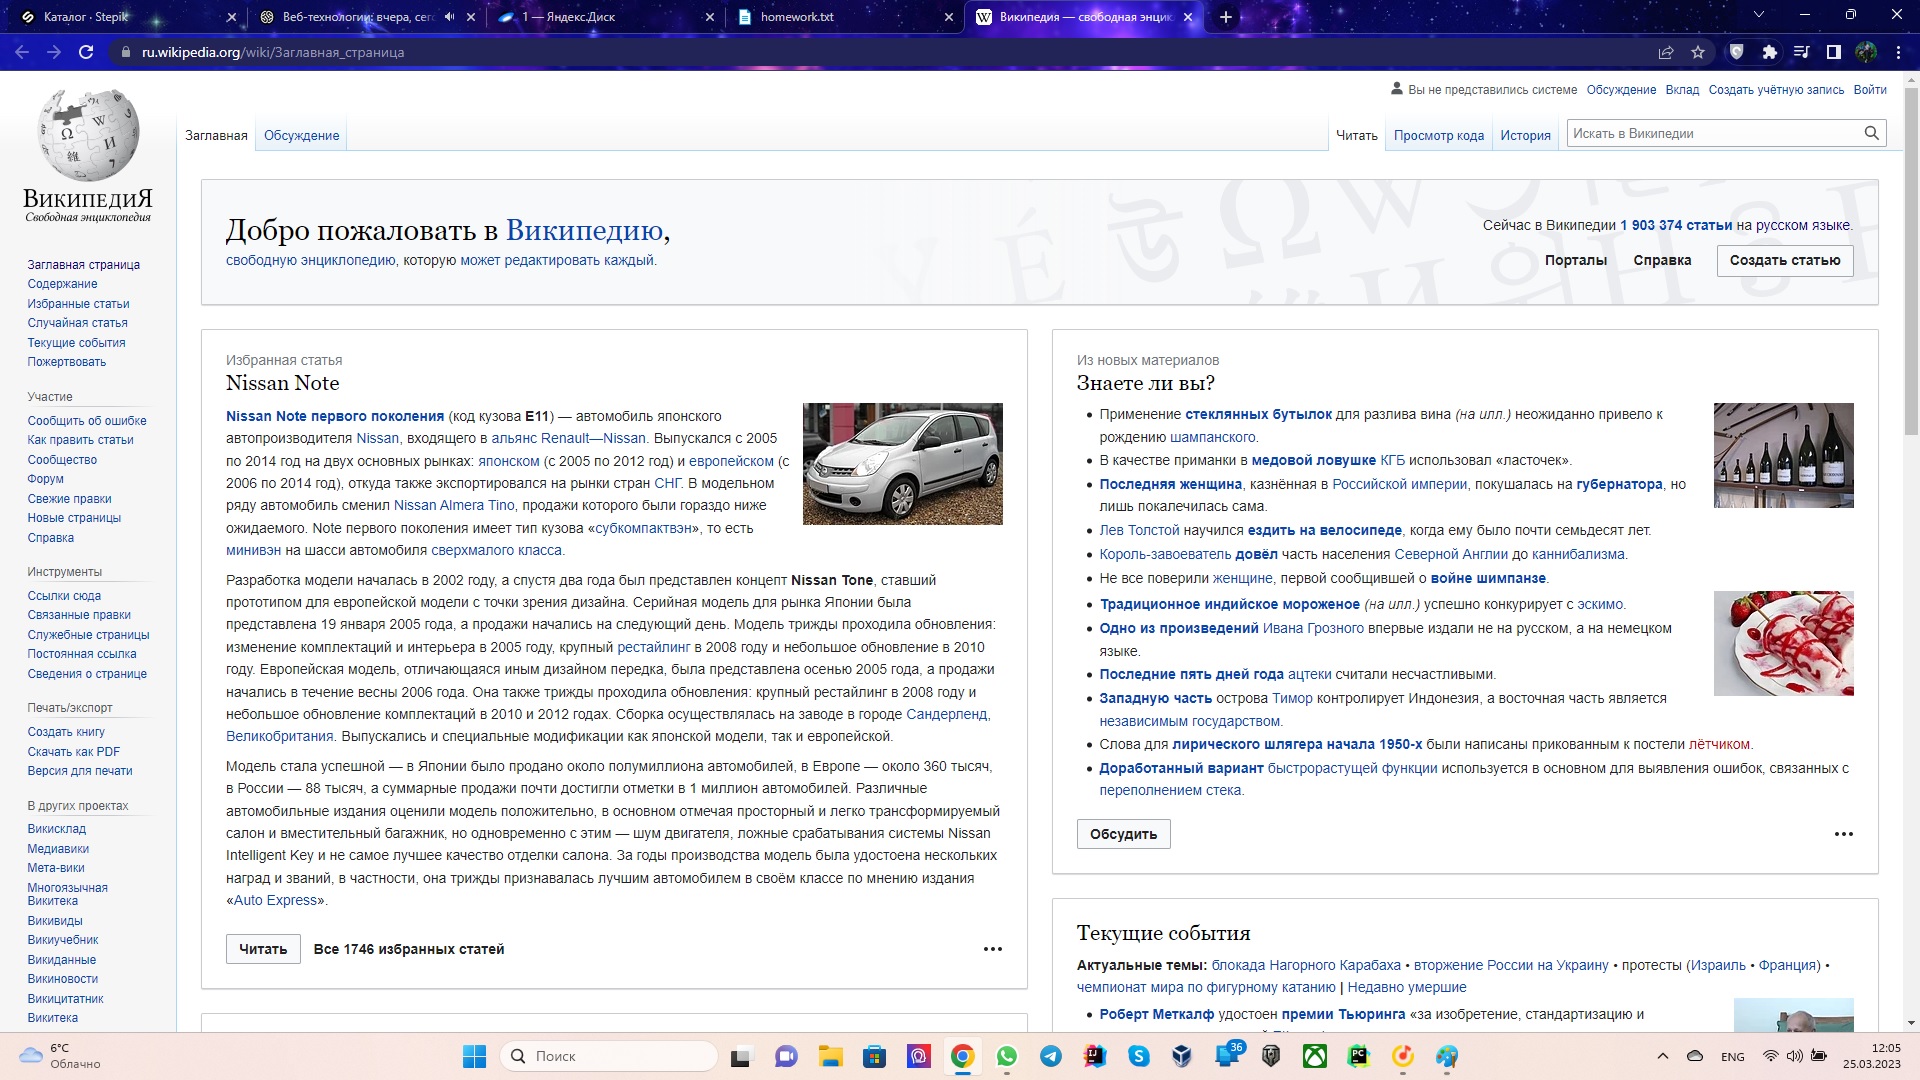 Каталог · Stepik
Веб-технологии: вчера, сег
1 — Яндекс.Диск
homework.txt
Википедия — свободная энцик
ru.wikipedia.org/wiki/Заглавная_страница
Вы не представились системе Обсуждение Вклад Создать учётную запись Войти
Заглавная Обсуждение
Читать Просмотр кода История Искать в Википедии
ВикипедиЯ
Свободная энциклопедия
Заглавная страница
Содержание
Избранные статьи
Случайная статья
Текущие события
Пожертвовать
Участие
Сообщить об ошибке
Как править статьи
Сообщество
Форум
Свежие правки
Новые страницы
Справка
Инструменты
Ссылки сюда
Связанные правки
Служебные страницы
Постоянная ссылка
Сведения о странице
Печать/экспорт
Создать книгу
Скачать как PDF
Версия для печати
В других проектах
Викисклад
Медиавики
Мета-вики
Многоязычная
Викитека
Викивиды
Викиучебник
Викиданные
Викиновости
Викицитатник
Викитека
Добро пожаловать в Википедию,
свободную энциклопедию, которую может редактировать каждый.
Сейчас в Википедии 1 903 374 статьи на русском языке.
Порталы Справка Создать статью
Избранная статья
Nissan Note
Nissan Note первого поколения (код кузова E11) — автомобиль японского
автопроизводителя Nissan, входящего в альянс Renault—Nissan. Выпускался с 2005
по 2014 год на двух основных рынках: японском (с 2005 по 2012 год) и европейском (с
2006 по 2014 год), откуда также экспортировался на рынки стран СНГ. В модельном
ряду автомобиль сменил Nissan Almera Tino, продажи которого были гораздо ниже
ожидаемого. Note первого поколения имеет тип кузова «субкомпактвэн», то есть
минивэн на шасси автомобиля сверхмалого класса.
Разработка модели началась в 2002 году, а спустя два года был представлен концепт Nissan Tone, ставший
прототипом для европейской модели с точки зрения дизайна. Серийная модель для рынка Японии была
представлена 19 января 2005 года, а продажи начались на следующий день. Модель трижды проходила обновления:
изменение комплектаций и интерьера в 2005 году, крупный рестайлинг в 2008 году и небольшое обновление в 2010
году. Европейская модель, отличающаяся иным дизайном передка, была представлена осенью 2005 года, а продажи
начались в течение весны 2006 года. Она также трижды проходила обновления: крупный рестайлинг в 2008 году и
небольшое обновление комплектаций в 2010 и 2012 годах. Сборка осуществлялась на заводе в городе Сандерленд,
Великобритания. Выпускались и специальные модификации как японской модели, так и европейской.
Модель стала успешной — в Японии было продано около полумиллиона автомобилей, в Европе — около 360 тысяч,
в России — 88 тысяч, а суммарные продажи почти достигли отметки в 1 миллион автомобилей. Различные
автомобильные издания оценили модель положительно, в основном отмечая просторный и легко трансформируемый
салон и вместительный багажник, но одновременно с этим — шум двигателя, ложные срабатывания системы Nissan
Intelligent Key и не самое лучшее качество отделки салона. За годы производства модель была удостоена нескольких
наград и званий, в частности, она трижды признавалась лучшим автомобилем в своём классе по мнению издания
«Auto Express».
Читать Все 1746 избранных статей
Из новых материалов
Знаете ли вы?
• Применение стеклянных бутылок для разлива вина (на илл.) неожиданно привело к
рождению шампанского.
• В качестве приманки в медовой ловушке КГБ использовал «ласточек».
• Последняя женщина, казнённая в Российской империи, покушалась на губернатора, но
лишь покалечилась сама.
• Лев Толстой научился ездить на велосипеде, когда ему было почти семьдесят лет.
• Король-завоеватель довёл часть населения Северной Англии до каннибализма.
• Не все поверили женщине, первой сообщившей о войне шимпанзе.
• Традиционное индийское мороженое (на илл.) успешно конкурирует с эскимо.
• Одно из произведений Ивана Грозного впервые издали не на русском, а на немецком
языке.
• Последние пять дней года ацтеки считали несчастливыми.
• Западную часть острова Тимор контролирует Индонезия, а восточная часть является
независимым государством.
• Слова для лирического шлягера начала 1950-х были написаны прикованным к постели лётчиком.
• Доработанный вариант быстрорастущей функции используется в основном для выявления ошибок, связанных с
переполнением стека.
Обсудить
Текущие события
Актуальные темы: блокада Нагорного Карабаха • вторжение России на Украину • протесты (Израиль • Франция) •
чемпионат мира по фигурному катанию | Недавно умершие
• Роберт Меткалф удостоен премии Тьюринга «за изобретение, стандартизацию и
6°C
Облачно
Поиск
36
ENG
12:05
25.03.2023